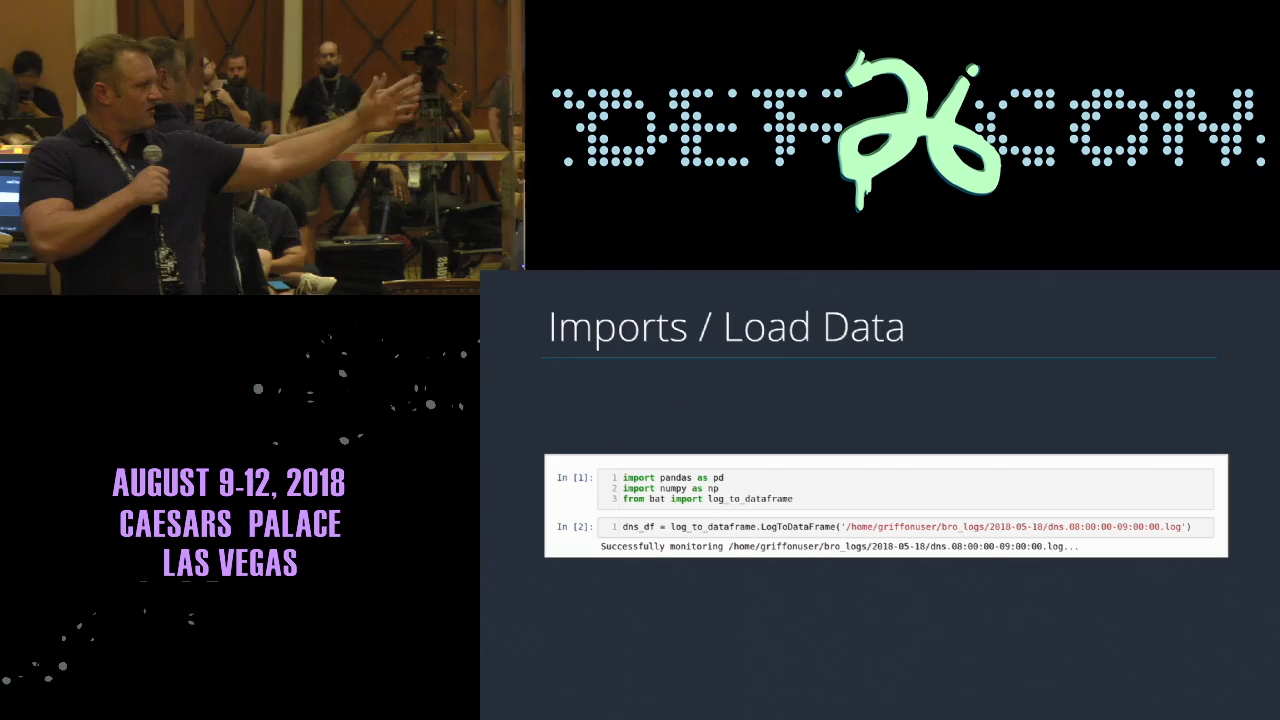 DEF 26 CON
Imports / Load Data
In [1]:
1 import pandas as pd
2 import numpy as np
3 from bat import log_to_dataframe
In [2]:
1 dns_df = log_to_dataframe.LogToDataFrame('/home/griffonuser/bro_logs/2018-05-18/dns.08:00:00-09:00:00.log')
Successfully monitoring /home/griffonuser/bro_logs/2018-05-18/dns.08:00:00-09:00:00.log...
AUGUST 9-12, 2018
CAESARS PALACE
LAS VEGAS